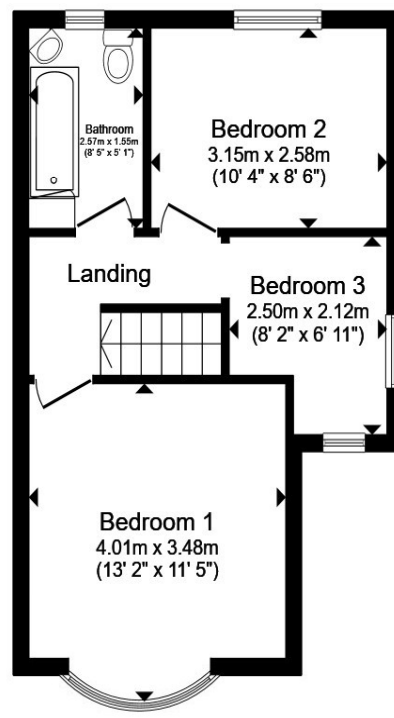 Bathroom
2.57m x 1.55m
(8' 5" x 5' 1")
Bedroom 2
3.15m x 2.58m
(10' 4" x 8' 6")
Landing
Bedroom 3
2.50m x 2.12m
(8' 2" x 6' 11")
Bedroom 1
4.01m x 3.48m
(13' 2" x 11' 5")